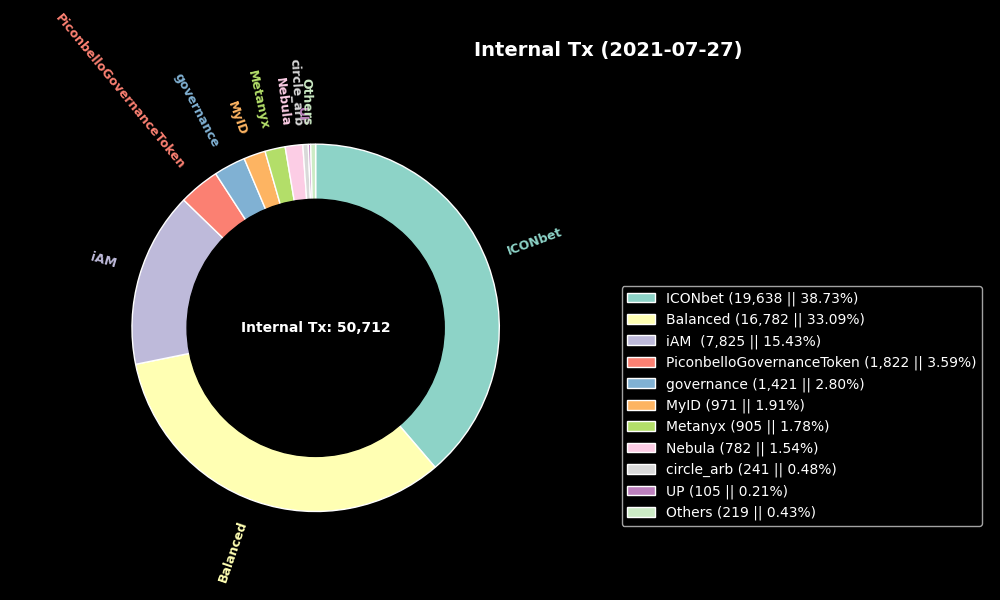 Internal Tx (2021-07-27)
PiconbelloGovernanceToken
governance
MyID
Metanyx
Nebula
circle_arb
UP
Others
ICONbet
iAM
Balanced
Internal Tx: 50,712
ICONbet (19,638 || 38.73%)
Balanced (16,782 || 33.09%)
iAM  (7,825 || 15.43%)
PiconbelloGovernanceToken (1,822 || 3.59%)
governance (1,421 || 2.80%)
MyID (971 || 1.91%)
Metanyx (905 || 1.78%)
Nebula (782 || 1.54%)
circle_arb (241 || 0.48%)
UP (105 || 0.21%)
Others (219 || 0.43%)